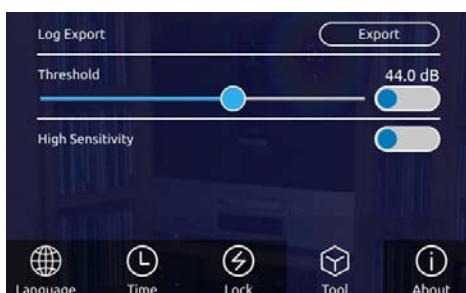 Log Export Export
Threshold 44.0 dB
High Sensitivity
Language Time Lock Tool About